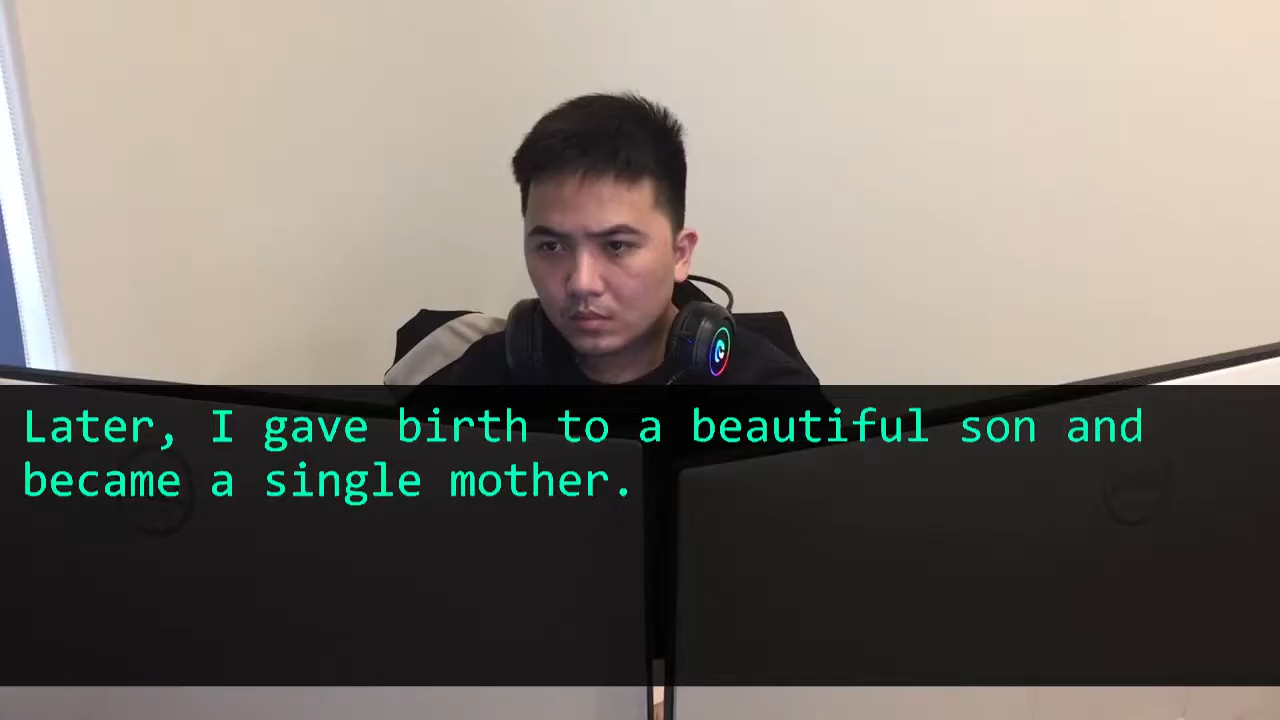 Later, I gave birth to a beautiful son and
became a single mother.